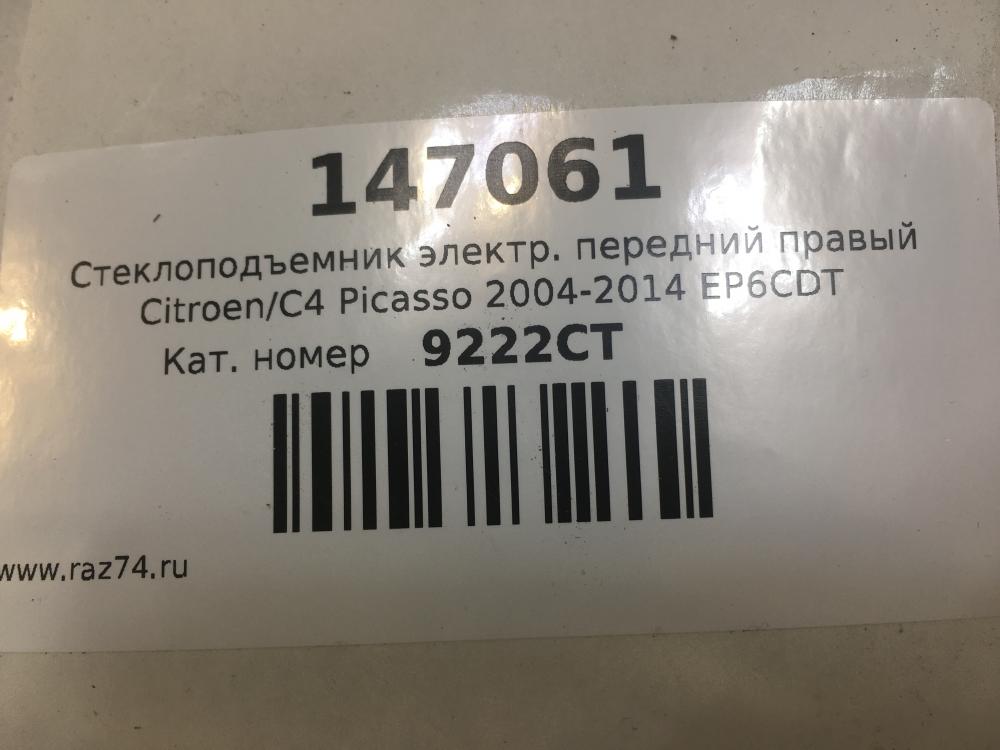 147061
Стеклоподъемник электр. передний правый
Citroen/C4 Picasso 2004-2014 EP6CDT
Кат. номер 9222CT
www.raz74.ru